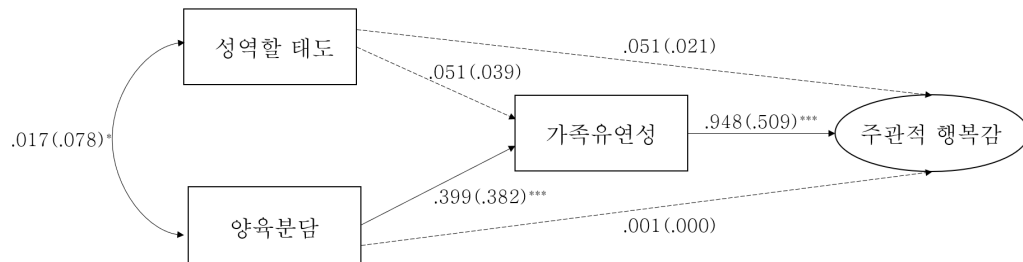 성역할 태도
.051(.021)
.051(.039)
.017(.078)*
가족유연성
.948(.509)***
주관적 행복감
양육분담
.399(.382)***
.001(.000)